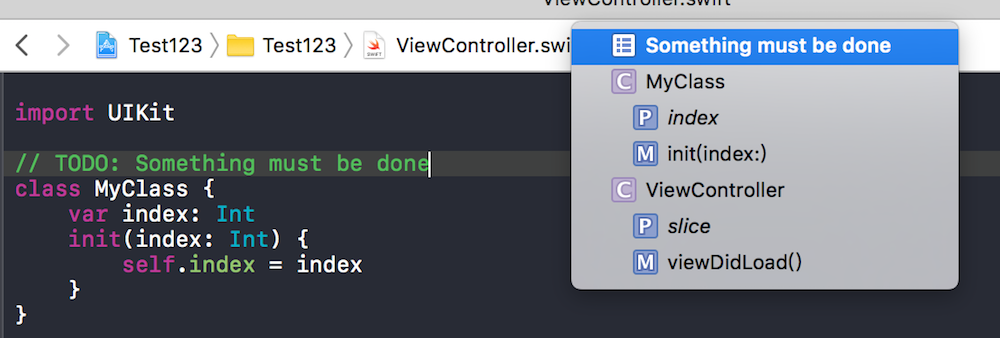 ViewController.swift
Test123
Test123
ViewController.swi
SWIFT
Something must be done
C MyClass
P index
M init(index:)
C ViewController
P slice
M viewDidLoad()
import UIKit
// TODO: Something must be done
class MyClass {
var index: Int
init(index: Int) {
self.index = index
}
}